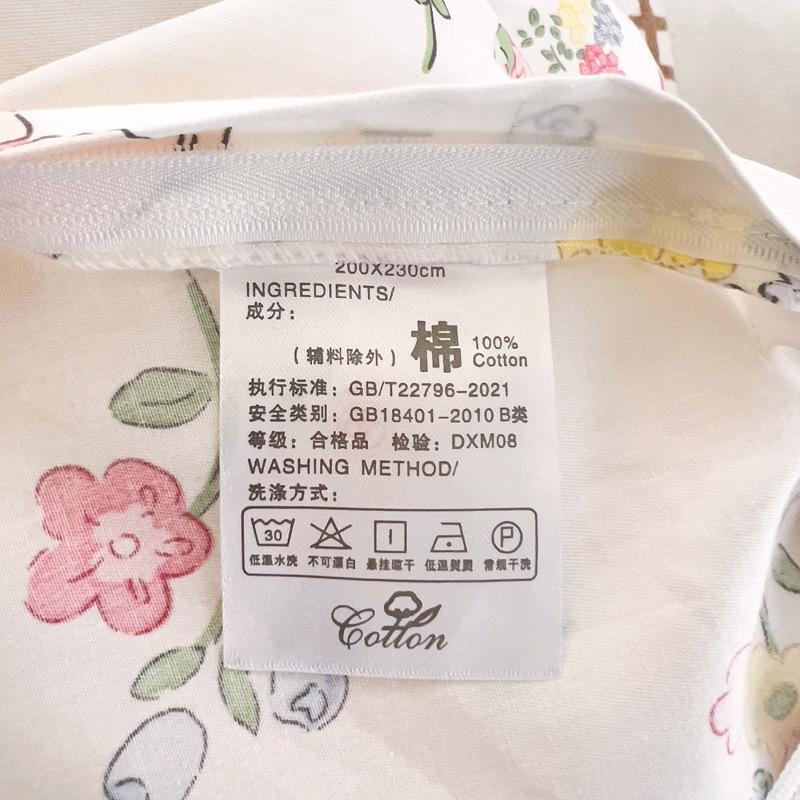 200X230cm
INGREDIENTS/
成分：
（辅料除外）棉 100% Cotton
执行标准：GB/T22796-2021
安全类别：GB18401-2010 B类
等级：合格品 检验：DXM08
WASHING METHOD/
洗涤方式：
30 P
低温水洗 不可漂白 悬挂晾干 低温熨烫 常规干洗
Cotton